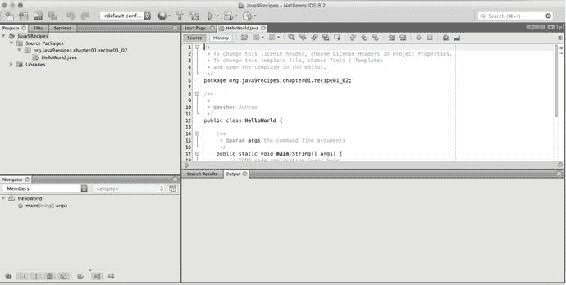 Java9Recipes - NetBeans IDE 8.2
<default conf...
Search (⌘+I)
Projects
Files
Services
Java9Recipes
Source Packages
org.java9recipes.chapter01.recipe01_02
HelloWorld.java
Libraries
Start Page
HelloWorld.java
Source
History
1
2 * To change this license header, choose License Headers in Project Properties.
3 * To change this template file, choose Tools | Templates
4 * and open the template in the editor.
5 */
6 package org.java9recipes.chapter01.recipe01_02;
7
8 /**
9 *
10 * @author Juneau
11 */
12 public class HelloWorld {
13
14 /**
15 * @param args the command line arguments
16 */
17 public static void main(String[] args) {
Navigator
Members
<empty>
HelloWorld
main(String[] args)
Search Results
Output